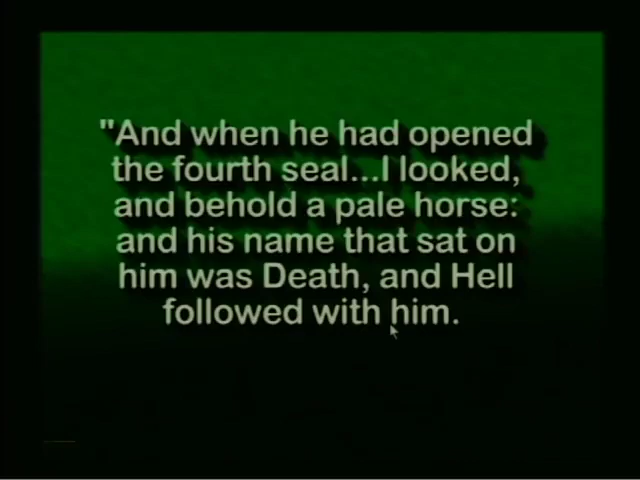 "And when he had opened
the fourth seal...I looked,
and behold a pale horse:
and his name that sat on
him was Death, and Hell
followed with him.